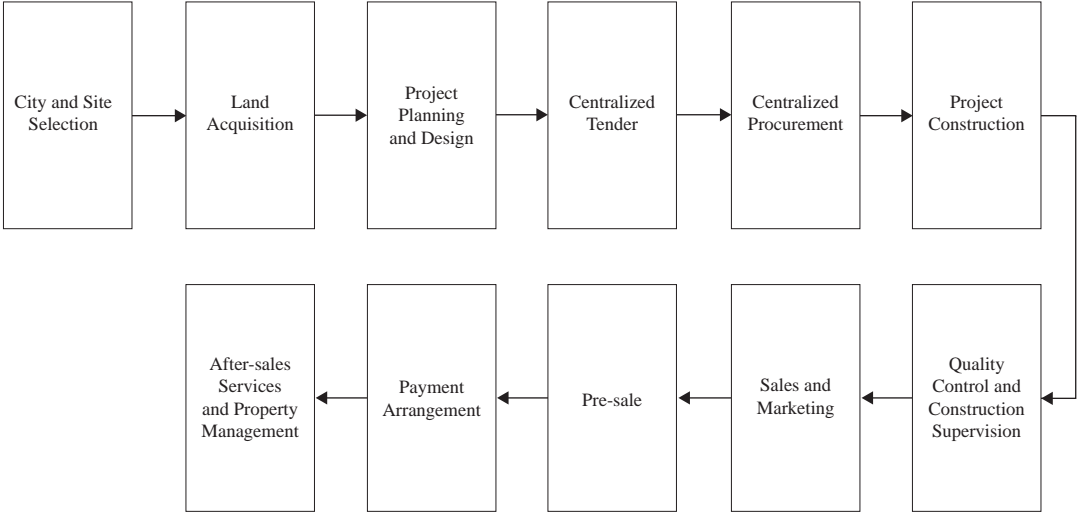 City and Site
Selection
Land
Acquisition
Project
Planning
and Design
Centralized
Tender
Centralized
Procurement
Project
Construction
Quality
Control and
Construction
Supervision
Sales and
Marketing
Pre-sale
Payment
Arrangement
After-sales
Services
and Property
Management